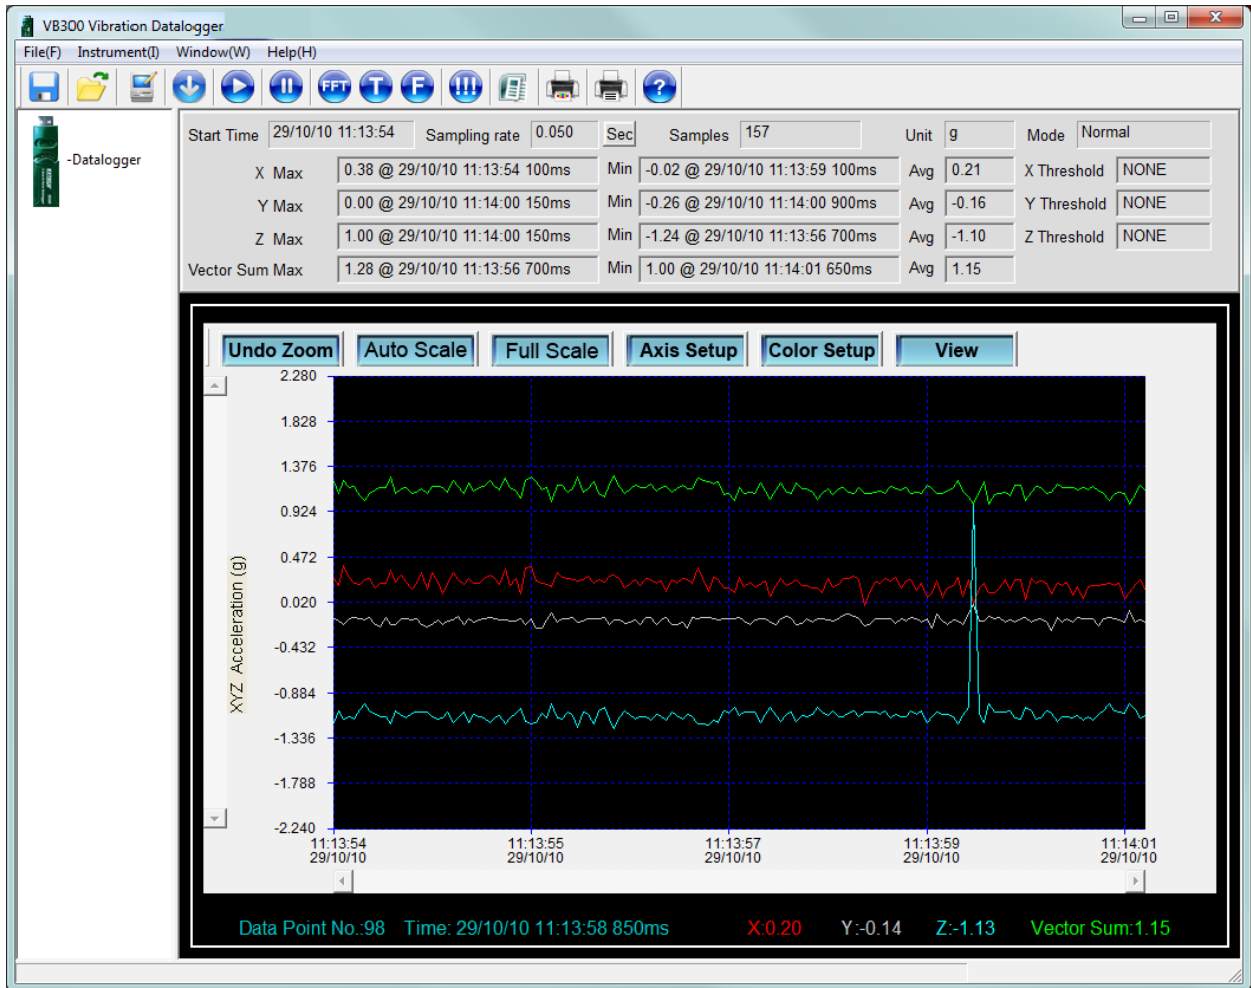 VB300 Vibration Datalogger
File(F) Instrument(I) Window(W) Help(H)
FFT T F !!! ?
-Datalogger
Start Time 29/10/10 11:13:54 Sampling rate 0.050 Sec Samples 157 Unit g Mode Normal
X Max 0.38 @ 29/10/10 11:13:54 100ms Min -0.02 @ 29/10/10 11:13:59 100ms Avg 0.21 X Threshold NONE
Y Max 0.00 @ 29/10/10 11:14:00 150ms Min -0.26 @ 29/10/10 11:14:00 900ms Avg -0.16 Y Threshold NONE
Z Max 1.00 @ 29/10/10 11:14:00 150ms Min -1.24 @ 29/10/10 11:13:56 700ms Avg -1.10 Z Threshold NONE
Vector Sum Max 1.28 @ 29/10/10 11:13:56 700ms Min 1.00 @ 29/10/10 11:14:01 650ms Avg 1.15
Undo Zoom Auto Scale Full Scale Axis Setup Color Setup View
2.280
1.828
1.376
0.924
0.472
0.020
-0.432
-0.884
-1.336
-1.788
-2.240
XYZ Acceleration (g)
11:13:54 11:13:55 11:13:57 11:13:59 11:14:01
29/10/10 29/10/10 29/10/10 29/10/10 29/10/10
Data Point No.:98 Time: 29/10/10 11:13:58 850ms X:0.20 Y:-0.14 Z:-1.13 Vector Sum:1.15